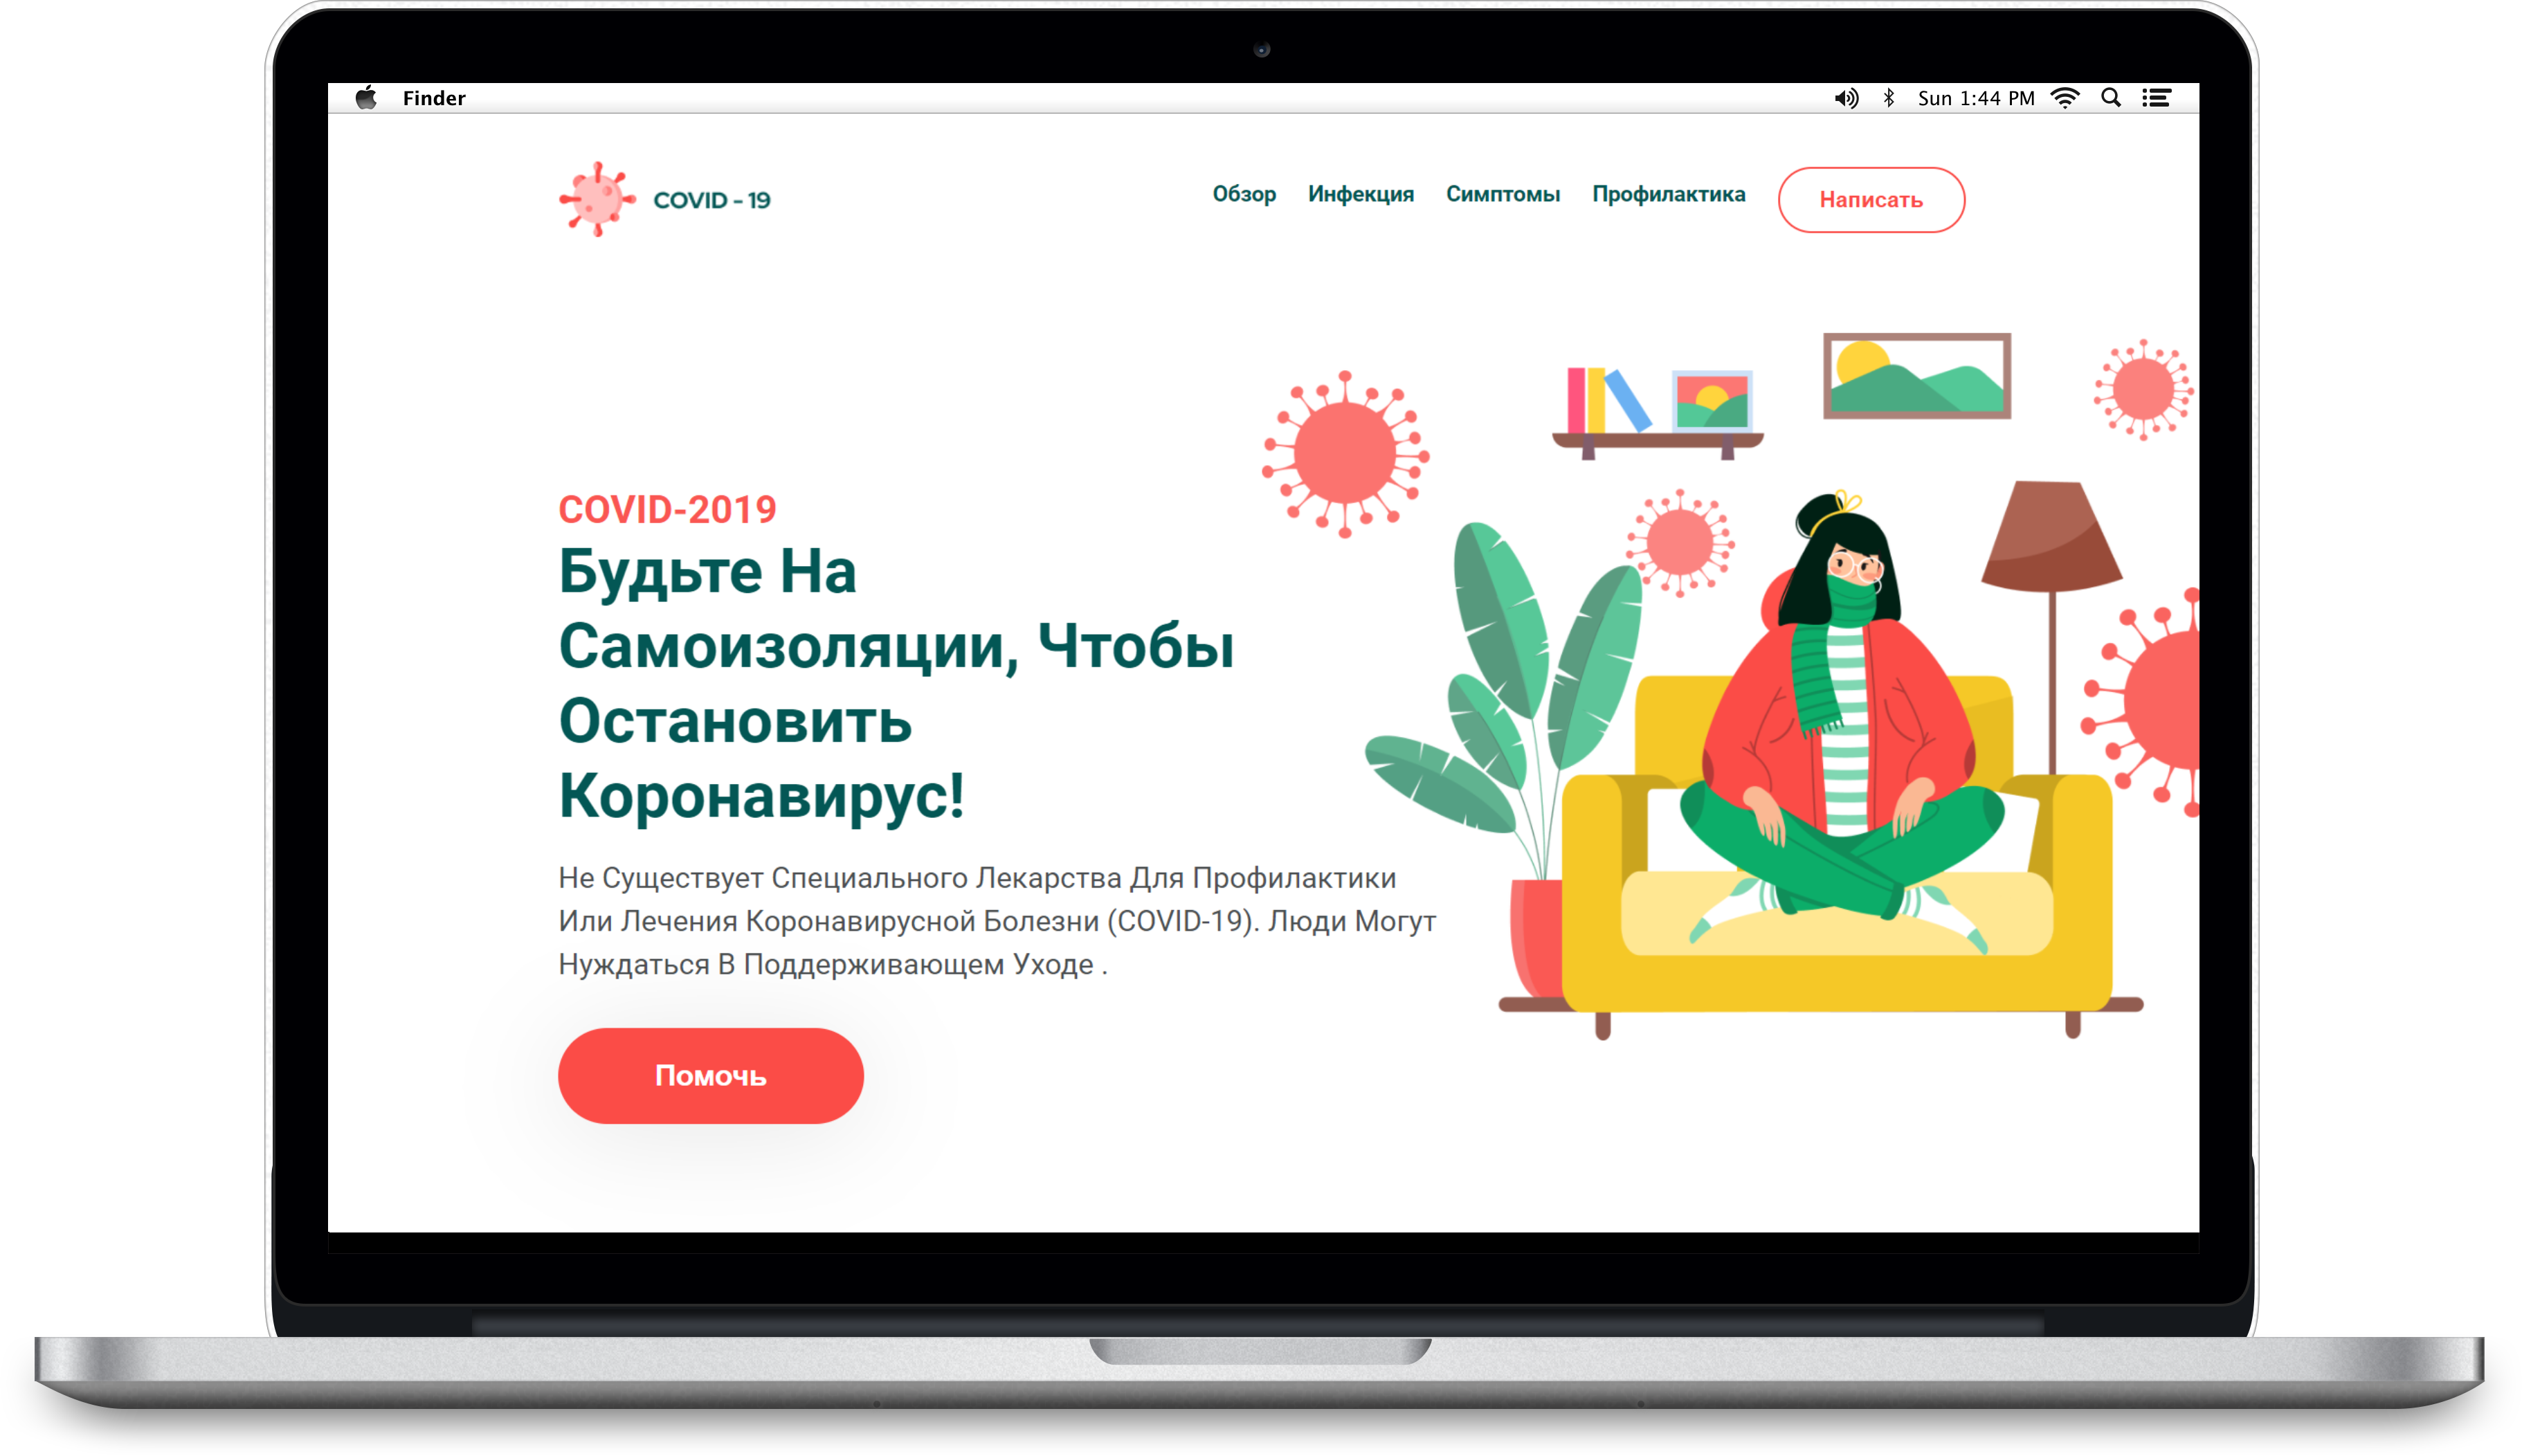 Finder
Sun 1:44 PM
COVID - 19
Обзор Инфекция Симптомы Профилактика Написать
COVID-2019
Будьте На
Самоизоляции, Чтобы
Остановить
Коронавирус!
Не Существует Специального Лекарства Для Профилактики
Или Лечения Коронавирусной Болезни (COVID-19). Люди Могут
Нуждаться В Поддерживающем Уходе .
Помочь